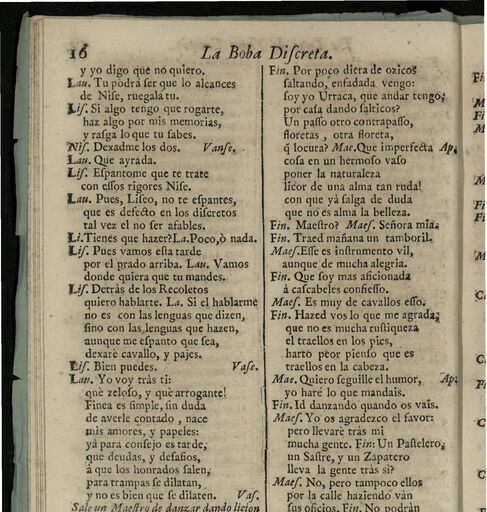 16
La Boba Discreta.
y yo digo que no quiero.
Lau. Tu podrá ser que lo alcances
de Nise, ruegala tu.
Lis. Si algo tengo que rogarte,
haz algo por mis memorias,
y rasga lo que tu sabes.
Nis. Dexadme los dos. Vanse.
Lau. Que ayrada.
Lis. Espantome que te trate
con essos rigores Nise.
Lau. Pues, Liseo, no te espantes,
que es defecto en los discretos
tal vez el no ser afables.
Li. Tienes que hazer? La. Poco, ò nada.
Lis. Pues vamos esta tarde
por el prado arriba. Lau. Vamos
donde quiera que tu mandes.
Lis. Detràs de los Recoletos
quiero hablarte. La. Si el hablarme
no es con las lenguas que dizen,
sino con las lenguas que hazen,
aunque me espanto que sea,
dexarè cavallo, y pajes.
Lis. Bien puedes. Vase.
Lau. Yo voy tràs ti:
què zeloso, y què arrogante!
Finea es simple, sin duda
de averle contado, nace
mis amores, y papeles:
yà para consejo es tarde,
que deudas, y desafios,
à que los honrados salen,
para trampas se dilatan,
y no es bien que se dilaten. Vas.
Sale un Maestro de danzar dando licion
Fin. Por poco diera de ozicos
saltando, enfadada vengo:
soy yo Urraca, que andar tengo
por casa dando salticos?
Un passo otro contrapasso,
floretas, otra floreta,
q̃ locura? Mae. Que imperfecta Ap.
cosa en un hermoso vaso
poner la naturaleza
licor de una alma tan ruda!
con que yà salga de duda
que no es alma la belleza.
Fin. Maestro? Maes. Señora mia.
Fin. Traed mañana un tamboril.
Maes. Esse es instrumento vil,
aunque de mucha alegria.
Fin. Que soy mas aficionada
à cascabeles confiesso.
Maes. Es muy de cavallos esso.
Fin. Hazed vos lo que me agrada,
que no es mucha rustiqueza
el traellos en los pies,
harto peor pienso que es
traellos en la cabeza.
Mae. Quiero seguille el humor, Ap.
yo haré lo que mandais.
Fin. Id danzando quando os vais.
Maes. Yo os agradezco el favor:
pero llevarè tràs mi
mucha gente. Fin: Un Pastelero,
un Sastre, y un Zapatero
lleva la gente tràs si?
Maes. No, pero tampoco ellos
por la calle haziendo vàn
sus oficios. Fin. No podràn